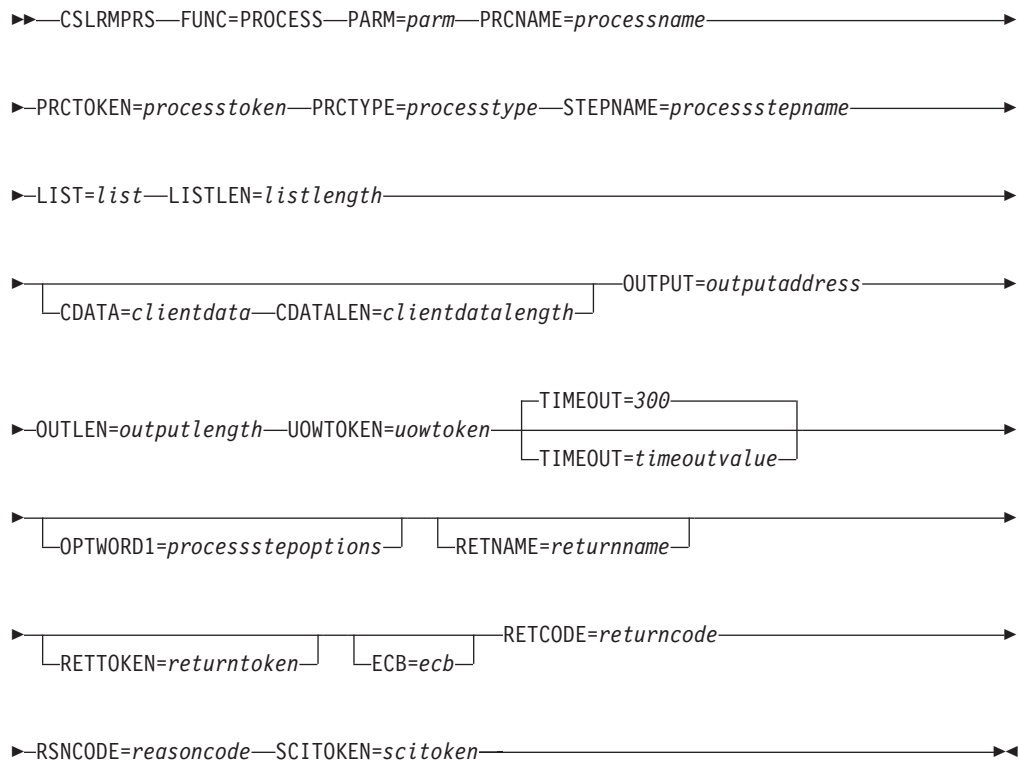 CSLRMPRS FUNC=PROCESS PARM=parm PRCNAME=processname
PRCTOKEN=processtoken PRCTYPE=processtype STEPNAME=processstepname
LIST=list LISTLEN=listlength
OUTPUT=outputaddress
CDATA=clientdata CDATALEN=clientdatalength
TIMEOUT=300
OUTLEN=outputlength UOWTOKEN=uowtoken
TIMEOUT=timeoutvalue
OPTWORD1=processstepoptions RETNAME=returnname
RETCODE=returncode
RETTOKEN=returntoken ECB=ecb
RSNCODE=reasoncode SCITOKEN=scitoken